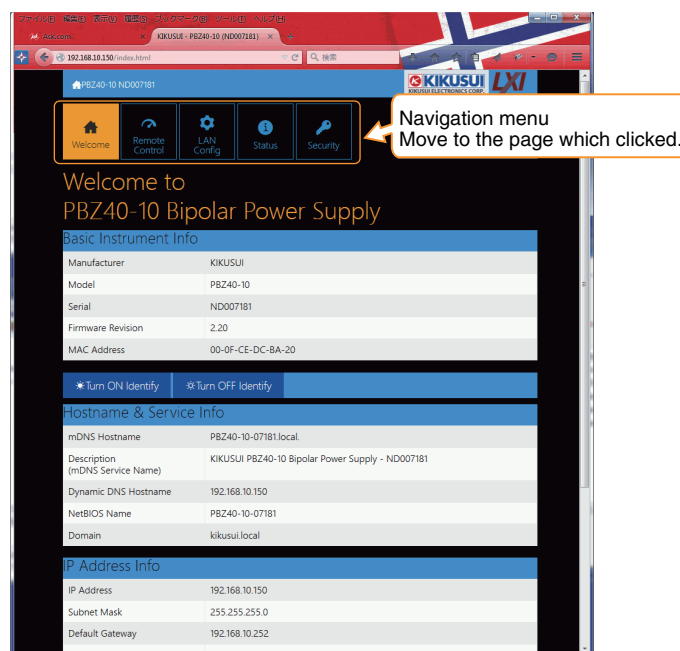 ファイル(F) 編集(E) 表示(V) 履歴(S) ブックマーク(B) ツール(T) ヘルプ(H)
Ask.com
KIKUSUI - PBZ40-10 (ND007181)
192.168.10.150/index.html
検索
PBZ40-10 ND007181
KIKUSUI
KIKUSUI ELECTRONICS CORP.
LXI
Welcome
Remote Control
LAN Config
Status
Security
Navigation menu
Move to the page which clicked.
Welcome to
PBZ40-10 Bipolar Power Supply
Basic Instrument Info
Manufacturer KIKUSUI
Model PBZ40-10
Serial ND007181
Firmware Revision 2.20
MAC Address 00-0F-CE-DC-BA-20
Turn ON Identify Turn OFF Identify
Hostname & Service Info
mDNS Hostname PBZ40-10-07181.local.
Description KIKUSUI PBZ40-10 Bipolar Power Supply - ND007181
(mDNS Service Name)
Dynamic DNS Hostname 192.168.10.150
NetBIOS Name PBZ40-10-07181
Domain kikusui.local
IP Address Info
IP Address 192.168.10.150
Subnet Mask 255.255.255.0
Default Gateway 192.168.10.252